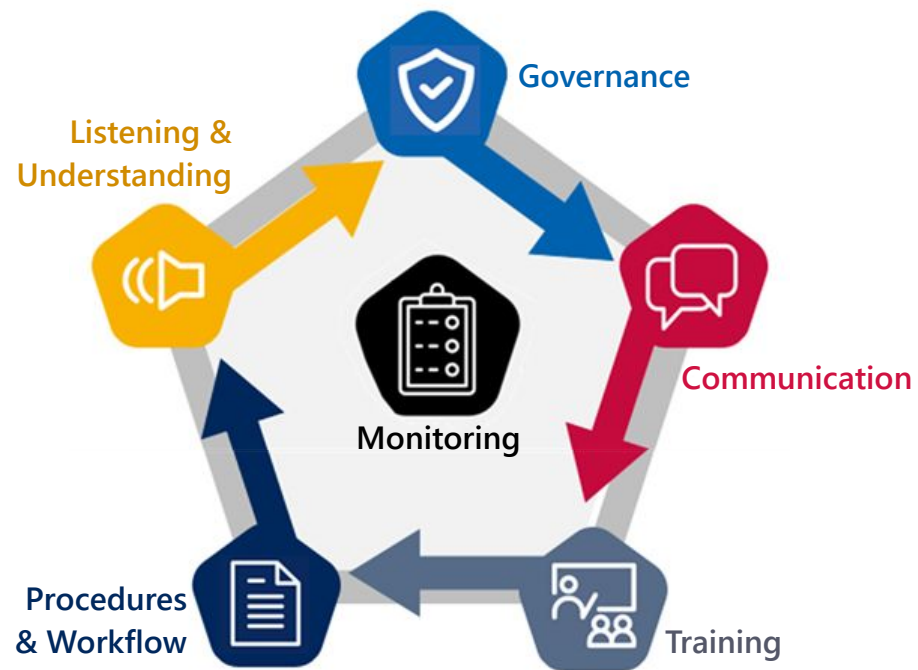 Governance
Listening &
Understanding
Communication
Monitoring
Procedures
& Workflow
Training